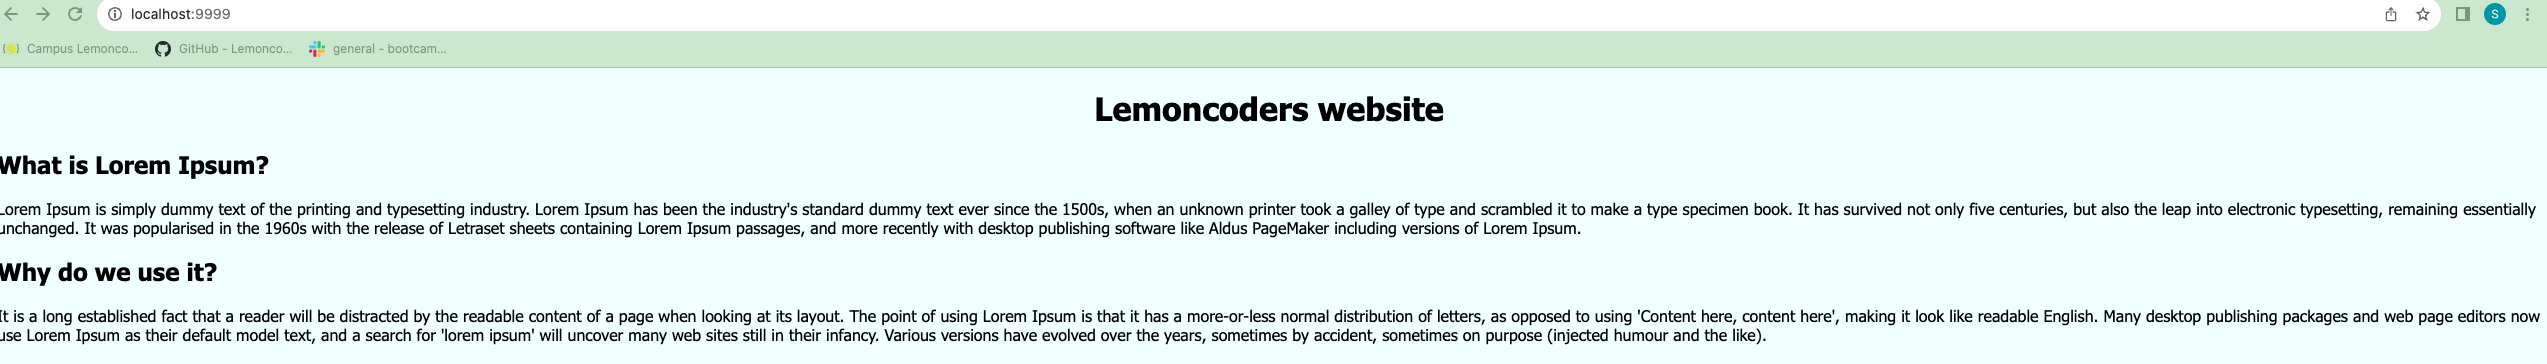 localhost:9999
S
Campus Lemonco... GitHub - Lemonco... general - bootcam...
Lemoncoders website
What is Lorem Ipsum?
Lorem Ipsum is simply dummy text of the printing and typesetting industry. Lorem Ipsum has been the industry's standard dummy text ever since the 1500s, when an unknown printer took a galley of type and scrambled it to make a type specimen book. It has survived not only five centuries, but also the leap into electronic typesetting, remaining essentially
unchanged. It was popularised in the 1960s with the release of Letraset sheets containing Lorem Ipsum passages, and more recently with desktop publishing software like Aldus PageMaker including versions of Lorem Ipsum.
Why do we use it?
It is a long established fact that a reader will be distracted by the readable content of a page when looking at its layout. The point of using Lorem Ipsum is that it has a more-or-less normal distribution of letters, as opposed to using 'Content here, content here', making it look like readable English. Many desktop publishing packages and web page editors now
use Lorem Ipsum as their default model text, and a search for 'lorem ipsum' will uncover many web sites still in their infancy. Various versions have evolved over the years, sometimes by accident, sometimes on purpose (injected humour and the like).